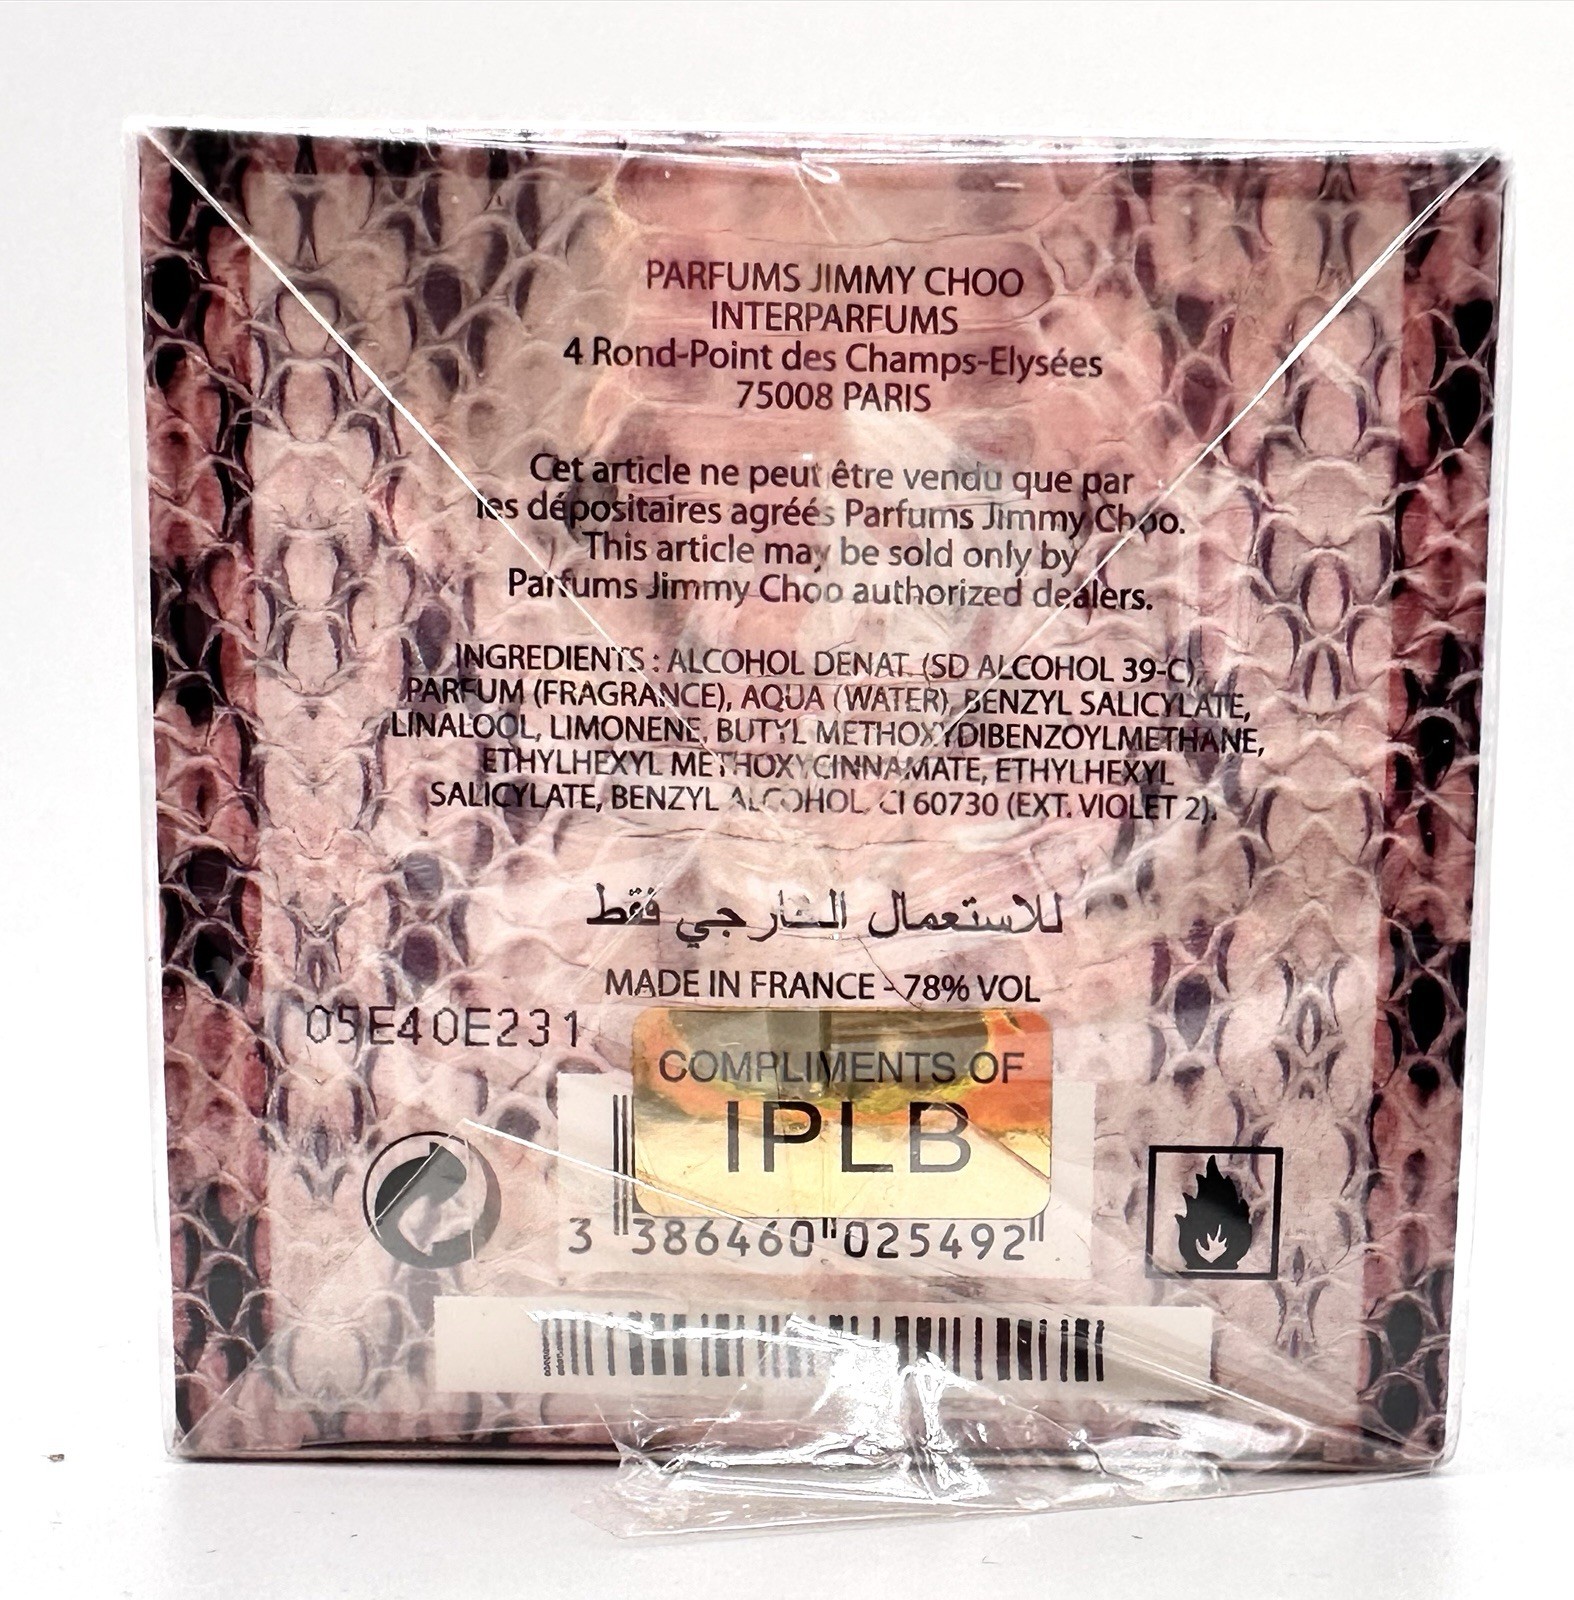 PARFUMS JIMMY CHOO
INTERPARFUMS
4 Rond-Point des Champs-Elysées
75008 PARIS
Cet article ne peut être vendu que par
les dépositaires agréés Parfums Jimmy Choo.
This article may be sold only by
Parfums Jimmy Choo authorized dealers.
INGREDIENTS : ALCOHOL DENAT. (SD ALCOHOL 39-C),
PARFUM (FRAGRANCE), AQUA (WATER), BENZYL SALICYLATE,
LINALOOL, LIMONENE, BUTYL METHOXYDIBENZOYLMETHANE,
ETHYLHEXYL METHOXYCINNAMATE, ETHYLHEXYL
SALICYLATE, BENZYL ALCOHOL, CI 60730 (EXT. VIOLET 2).
للاستعمال الخارجي فقط
MADE IN FRANCE - 78% VOL
05E40E231
COMPLIMENTS OF
IPLB
3 386460 025492